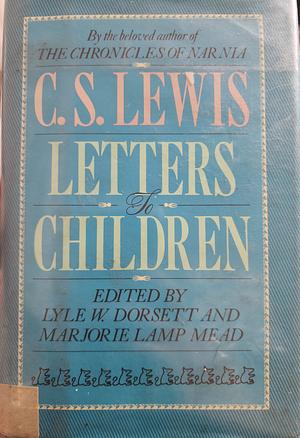 By the beloved author of
THE CHRONICLES OF NARNIA
C. S. LEWIS
LETTERS
To
CHILDREN
EDITED BY
LYLE W. DORSETT AND
MARJORIE LAMP MEAD